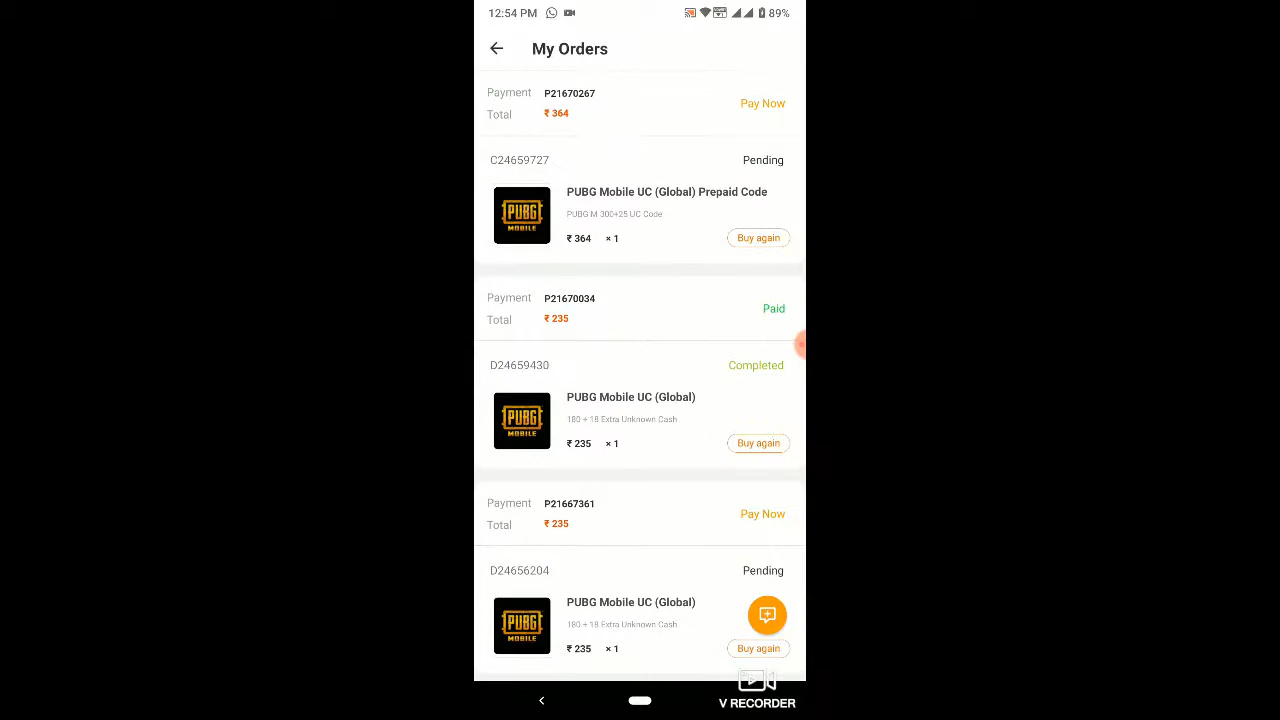 12:54 PM 89%
My Orders
Payment P21670267
Total ₹ 364
Pay Now
C24659727 Pending
PUBG Mobile UC (Global) Prepaid Code
PUBG M 300+25 UC Code
₹ 364 × 1 Buy again
PUBG
MOBILE
Payment P21670034
Total ₹ 235
Paid
D24659430 Completed
PUBG Mobile UC (Global)
180 + 18 Extra Unknown Cash
₹ 235 × 1 Buy again
PUBG
MOBILE
Payment P21667361
Total ₹ 235
Pay Now
D24656204 Pending
PUBG Mobile UC (Global)
180 + 18 Extra Unknown Cash
₹ 235 × 1 Buy again
PUBG
MOBILE
V RECORDER